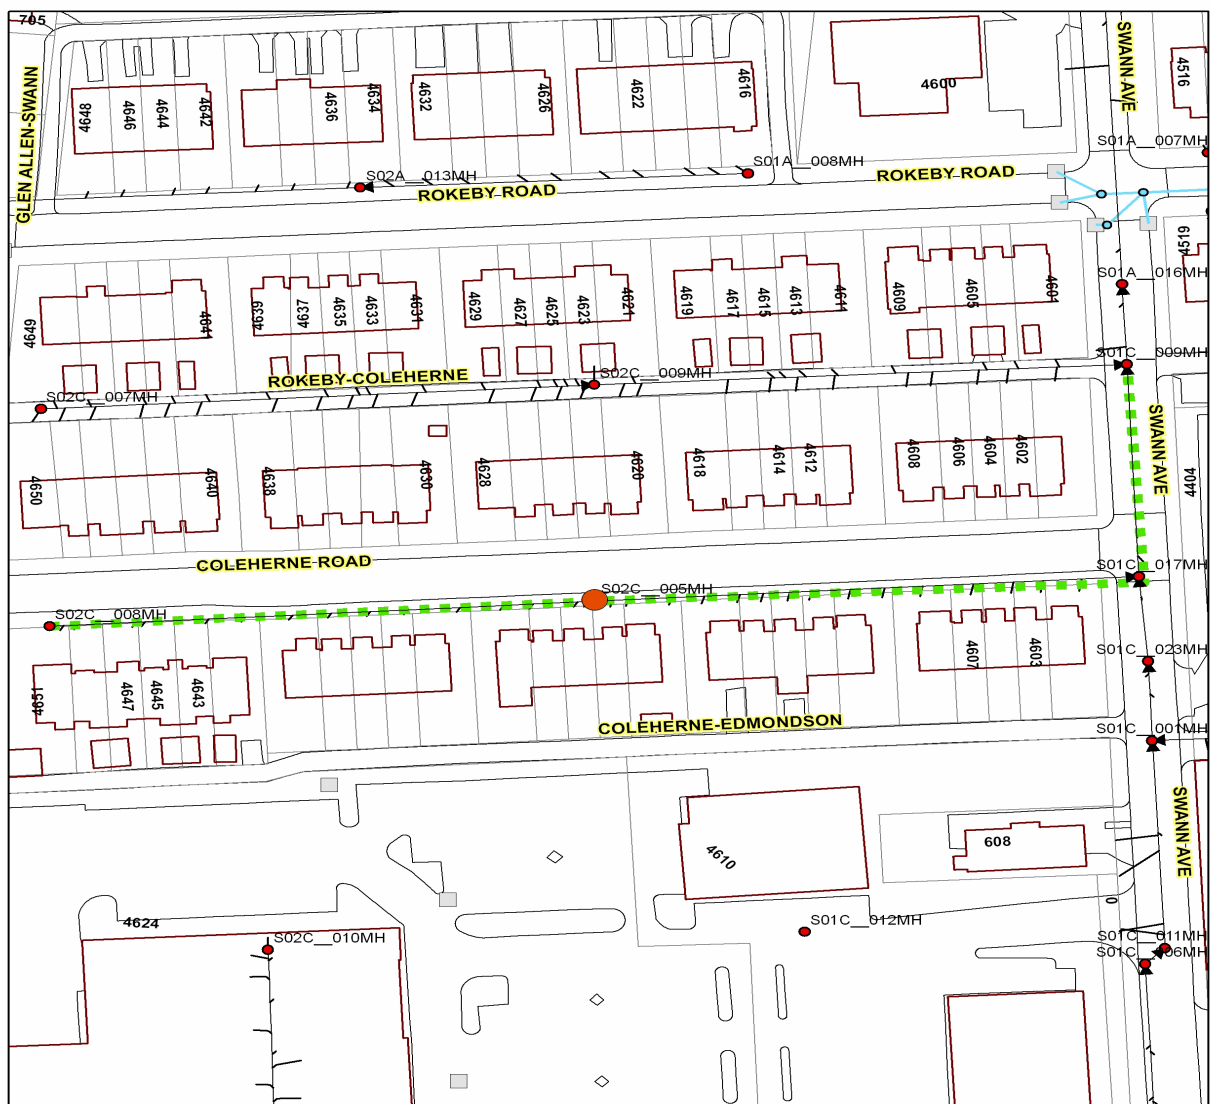 705
GLEN ALLEN-SWANN
4648
4646
4644
4642
4636
4634
4632
4626
4622
4616
4600
SWANN AVE
4516
S01A__007MH
S01A__008MH
S02A__013MH
ROKEBY ROAD
ROKEBY ROAD
4519
S01A__016MH
4649
4641
4639
4637
4635
4633
4631
4629
4627
4625
4623
4621
4619
4617
4615
4613
4611
4609
4605
4601
S01C__009MH
ROKEBY-COLEHERNE
S02C__009MH
S02C__007MH
SWANN AVE
4650
4640
4638
4630
4628
4620
4618
4614
4612
4608
4606
4604
4602
4404
COLEHERNE ROAD
S01C__017MH
S02C__005MH
S02C__008MH
4651
4647
4645
4643
4607
4603
S01C__023MH
COLEHERNE-EDMONDSON
S01C__001MH
SWANN AVE
4610
608
0
4624
S02C__010MH
S01C__012MH
S01C__011MH
S01C__006MH